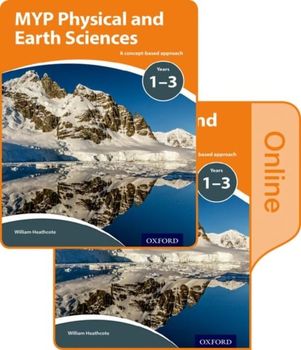 MYP Physical and
Earth Sciences
A concept-based approach
Years
1–3
William Heathcote
OXFORD
nd
based approach
Years
1–3
Online
William Heathcote
OXFORD